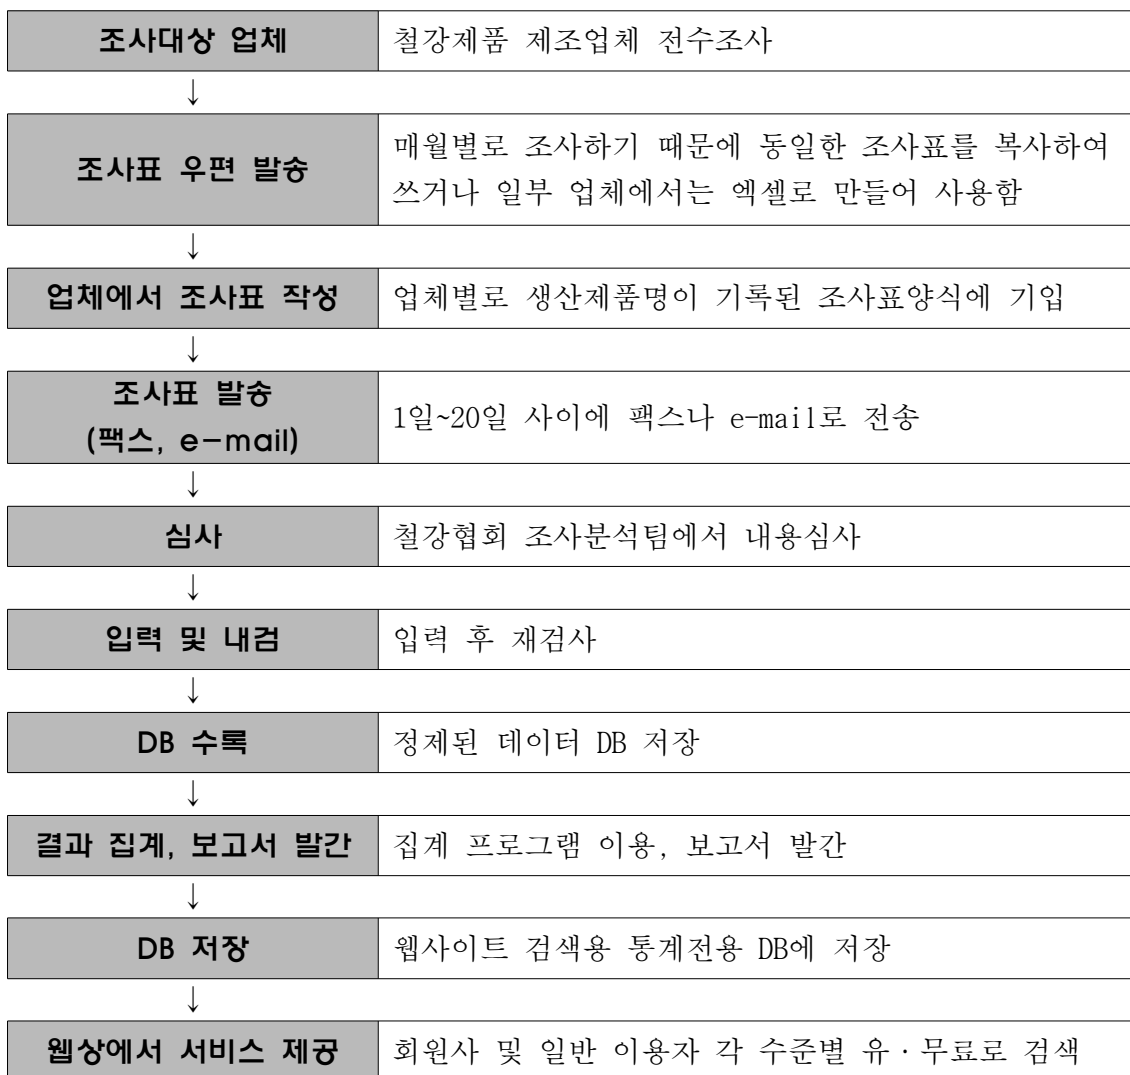 조사대상 업체
철강제품 제조업체 전수조사
↓
조사표 우편 발송
매월별로 조사하기 때문에 동일한 조사표를 복사하여
쓰거나 일부 업체에서는 엑셀로 만들어 사용함
↓
업체에서 조사표 작성
업체별로 생산제품명이 기록된 조사표양식에 기입
↓
조사표 발송
(팩스, e-mail)
1일~20일 사이에 팩스나 e-mail로 전송
↓
심사
철강협회 조사분석팀에서 내용심사
↓
입력 및 내검
입력 후 재검사
↓
DB 수록
정제된 데이터 DB 저장
↓
결과 집계, 보고서 발간
집계 프로그램 이용, 보고서 발간
↓
DB 저장
웹사이트 검색용 통계전용 DB에 저장
↓
웹상에서 서비스 제공
회원사 및 일반 이용자 각 수준별 유·무료로 검색